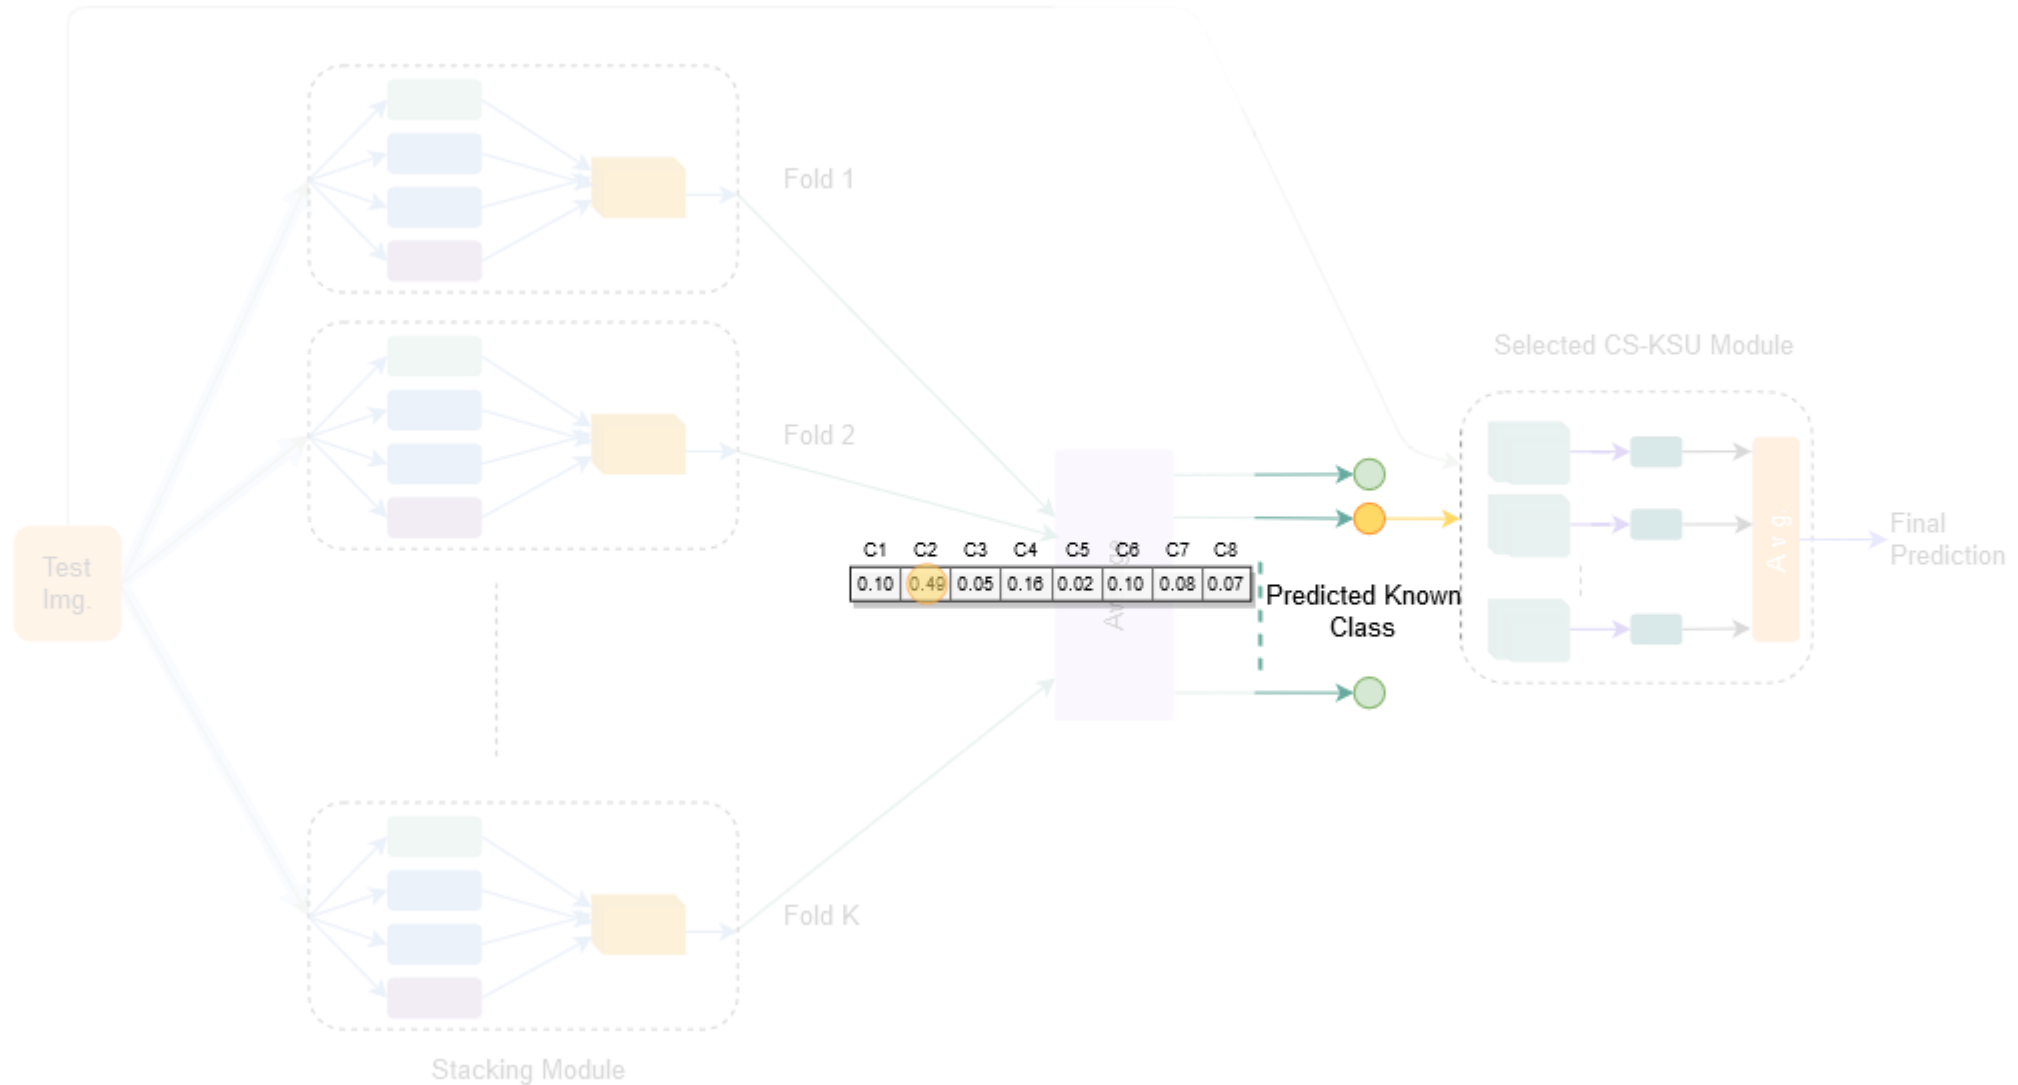 Fold 1
Selected CS-KSU Module
Fold 2
C1 C2 C3 C4 C5 C6 C7 C8
0.10 0.49 0.05 0.16 0.02 0.10 0.08 0.07
Test
Img.
Predicted Known
Class
Avg.
Final
Prediction
Fold K
Stacking Module